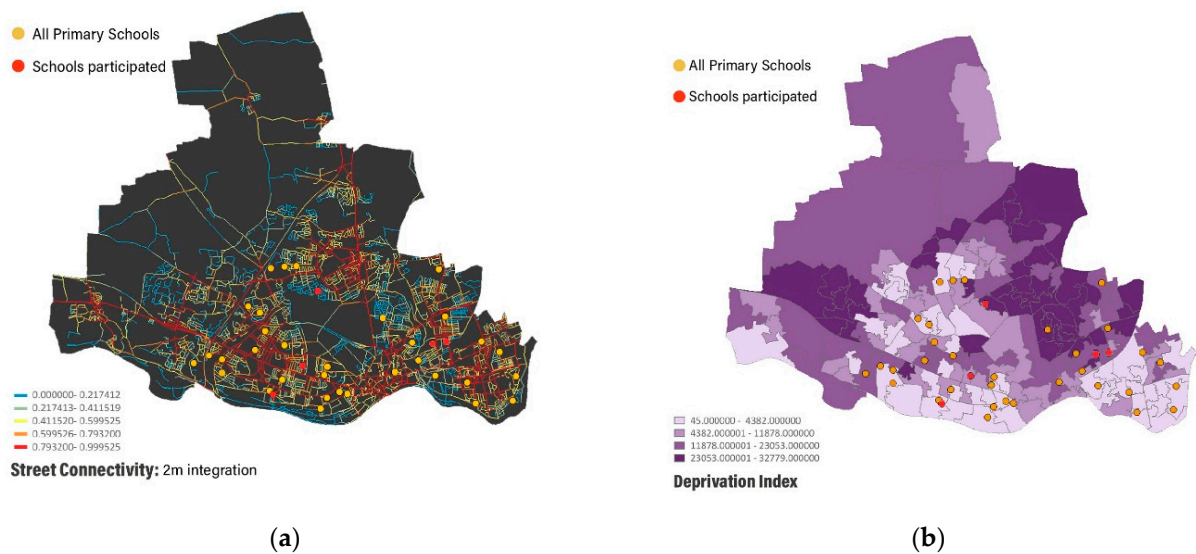 All Primary Schools
Schools participated
0.000000- 0.217412
0.217413- 0.411519
0.411520- 0.599525
0.599526- 0.793200
0.793200- 0.999525
Street Connectivity: 2m integration
(a)
All Primary Schools
Schools participated
45.000000 - 4382.000000
4382.000001 - 11878.000000
11878.000001 - 23053.000000
23053.000001 - 32779.000000
Deprivation Index
(b)